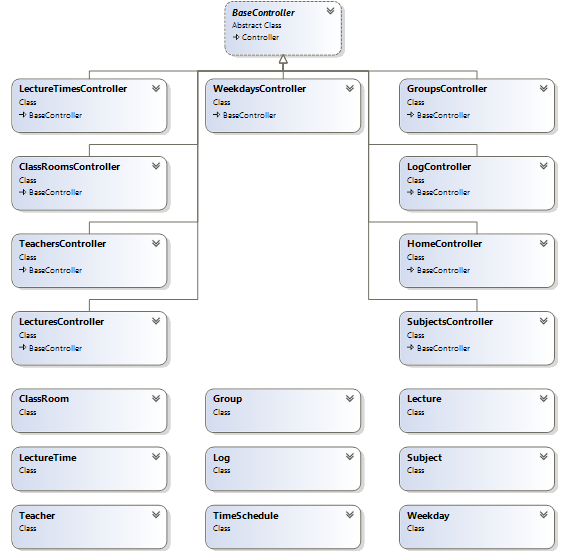 BaseController
Abstract Class
→ Controller
LectureTimesController
Class
→ BaseController
WeekdaysController
Class
→ BaseController
GroupsController
Class
→ BaseController
ClassRoomsController
Class
→ BaseController
LogController
Class
→ BaseController
TeachersController
Class
→ BaseController
HomeController
Class
→ BaseController
LecturesController
Class
→ BaseController
SubjectsController
Class
→ BaseController
ClassRoom
Class
Group
Class
Lecture
Class
LectureTime
Class
Log
Class
Subject
Class
Teacher
Class
TimeSchedule
Class
Weekday
Class